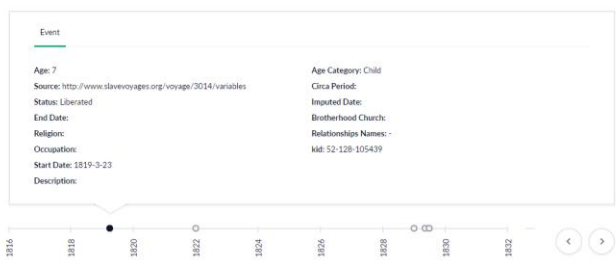 Event
Age: 7
Source: http://www.slavevoyages.org/voyage/3014/variables
Status: Liberated
End Date:
Religion:
Occupation:
Start Date: 1819-3-23
Description:
Age Category: Child
Circa Period:
Imputed Date:
Brotherhood Church:
Relationships Names: -
kid: 52-128-105439
1816
1818
1820
1822
1824
1826
1828
1830
1832